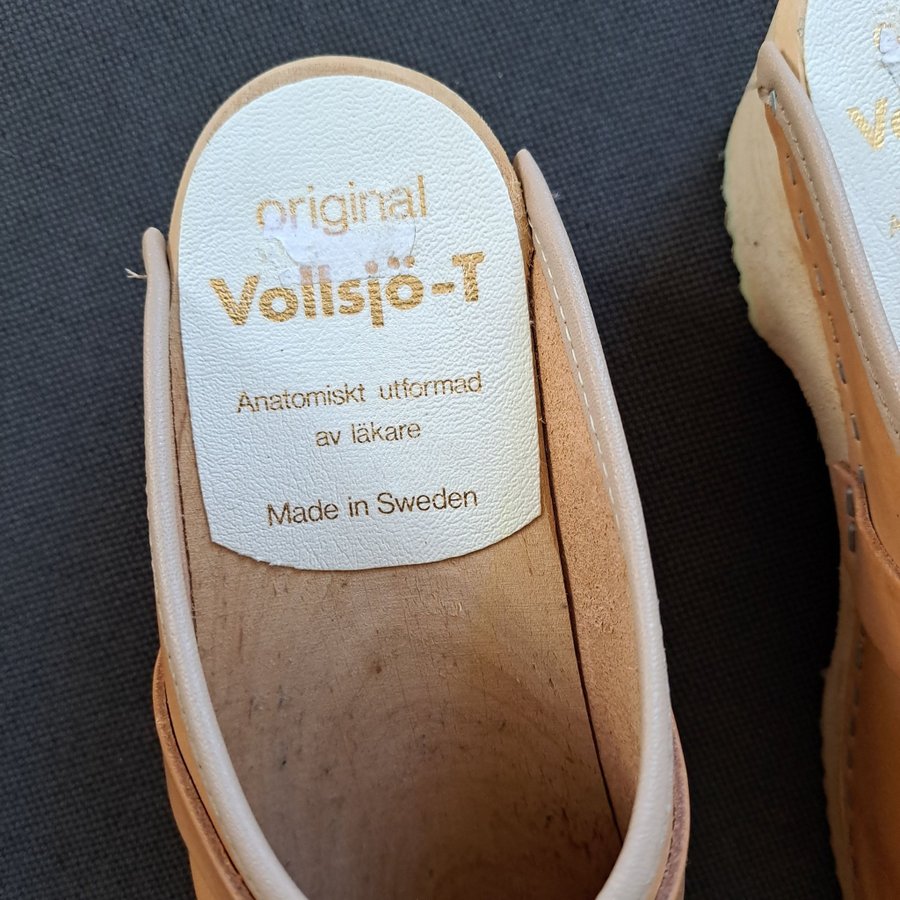 original
Vollsjö-T
Anatomiskt utformad
av läkare
Made in Sweden